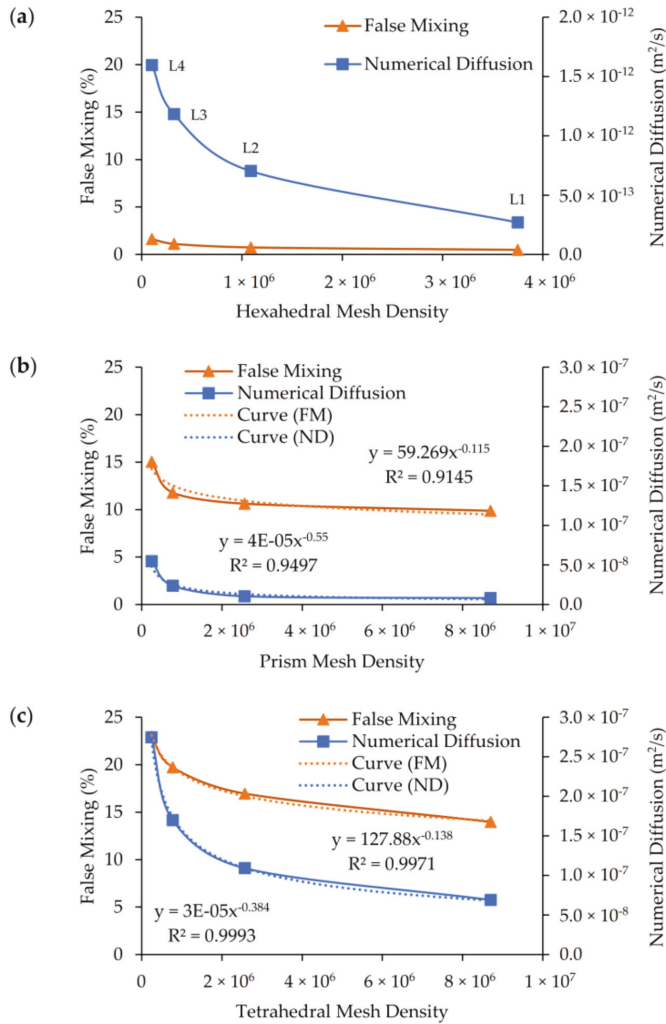 (a)
False Mixing
Numerical Diffusion
25
20
15
10
5
0
False Mixing (%)
L4
L3
L2
L1
2.0 × 10⁻¹²
1.5 × 10⁻¹²
1.0 × 10⁻¹²
5.0 × 10⁻¹³
0.0
Numerical Diffusion (m²/s)
0
1 × 10⁶
2 × 10⁶
3 × 10⁶
4 × 10⁶
Hexahedral Mesh Density
(b)
False Mixing
Numerical Diffusion
Curve (FM)
Curve (ND)
25
20
15
10
5
0
False Mixing (%)
y = 59.269x⁻⁰·¹¹⁵
R² = 0.9145
y = 4E-05x⁻⁰·⁵⁵
R² = 0.9497
3.0 × 10⁻⁷
2.5 × 10⁻⁷
2.0 × 10⁻⁷
1.5 × 10⁻⁷
1.0 × 10⁻⁷
5.0 × 10⁻⁸
0.0
Numerical Diffusion (m²/s)
0
2 × 10⁶
4 × 10⁶
6 × 10⁶
8 × 10⁶
1 × 10⁷
Prism Mesh Density
(c)
False Mixing
Numerical Diffusion
Curve (FM)
Curve (ND)
25
20
15
10
5
0
False Mixing (%)
y = 127.88x⁻⁰·¹³⁸
R² = 0.9971
y = 3E-05x⁻⁰·³⁸⁴
R² = 0.9993
3.0 × 10⁻⁷
2.5 × 10⁻⁷
2.0 × 10⁻⁷
1.5 × 10⁻⁷
1.0 × 10⁻⁷
5.0 × 10⁻⁸
0.0
Numerical Diffusion (m²/s)
0
2 × 10⁶
4 × 10⁶
6 × 10⁶
8 × 10⁶
1 × 10⁷
Tetrahedral Mesh Density